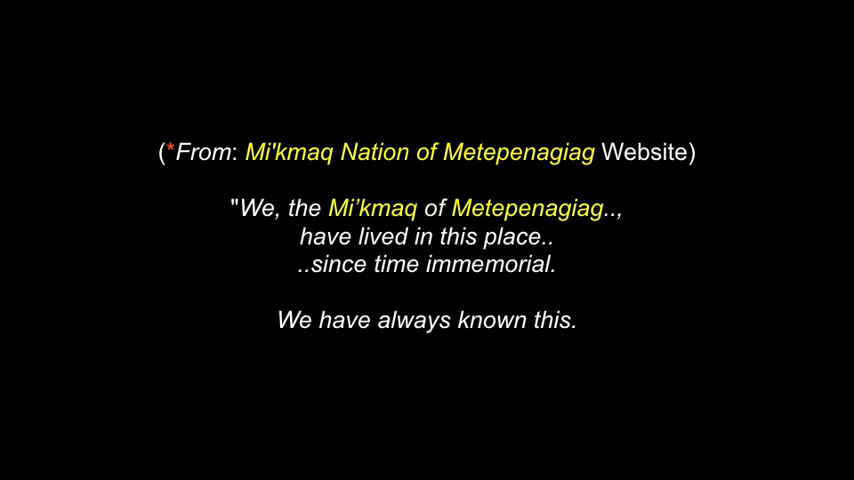 (*From: Mi'kmaq Nation of Metepenagiag Website)
"We, the Mi’kmaq of Metepenagiag..,
have lived in this place..
..since time immemorial.
We have always known this.